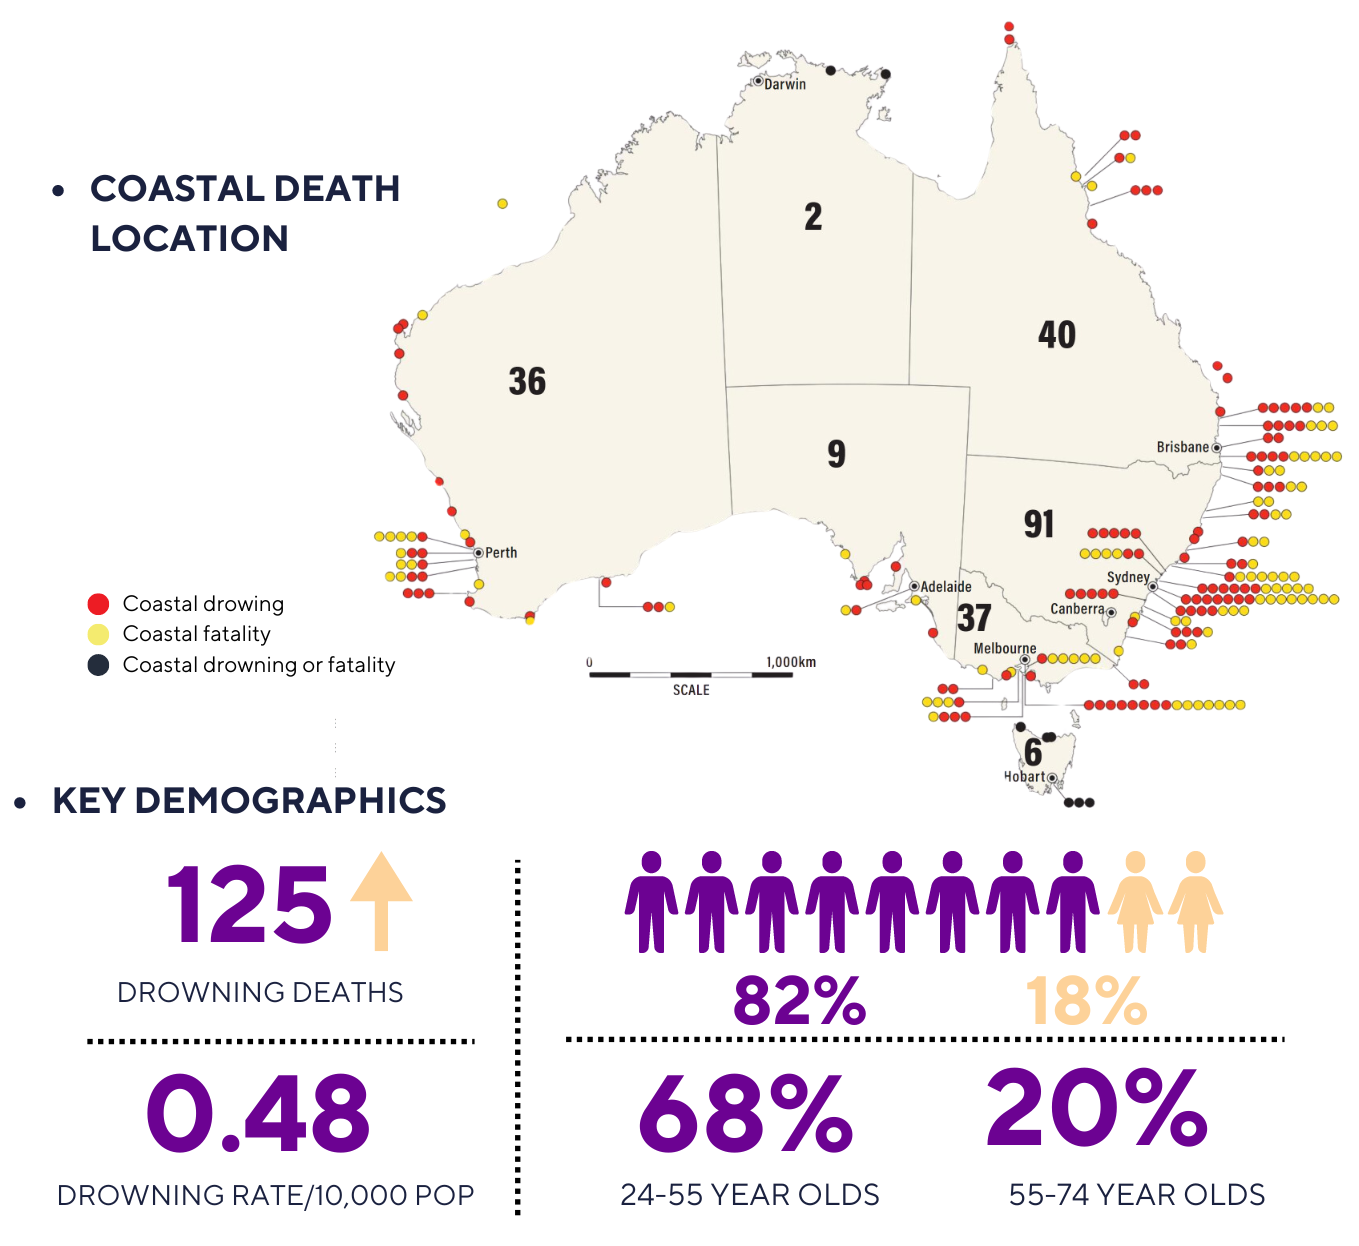 • COASTAL DEATH
LOCATION
Darwin
2
40
36
9
Brisbane
91
Perth
Sydney
Adelaide
Canberra
37
Melbourne
Coastal drowing
Coastal fatality
Coastal drowning or fatality
0 1,000km
SCALE
6
Hobart
• KEY DEMOGRAPHICS
125
DROWNING DEATHS
82% 18%
0.48
DROWNING RATE/10,000 POP
68% 20%
24-55 YEAR OLDS 55-74 YEAR OLDS